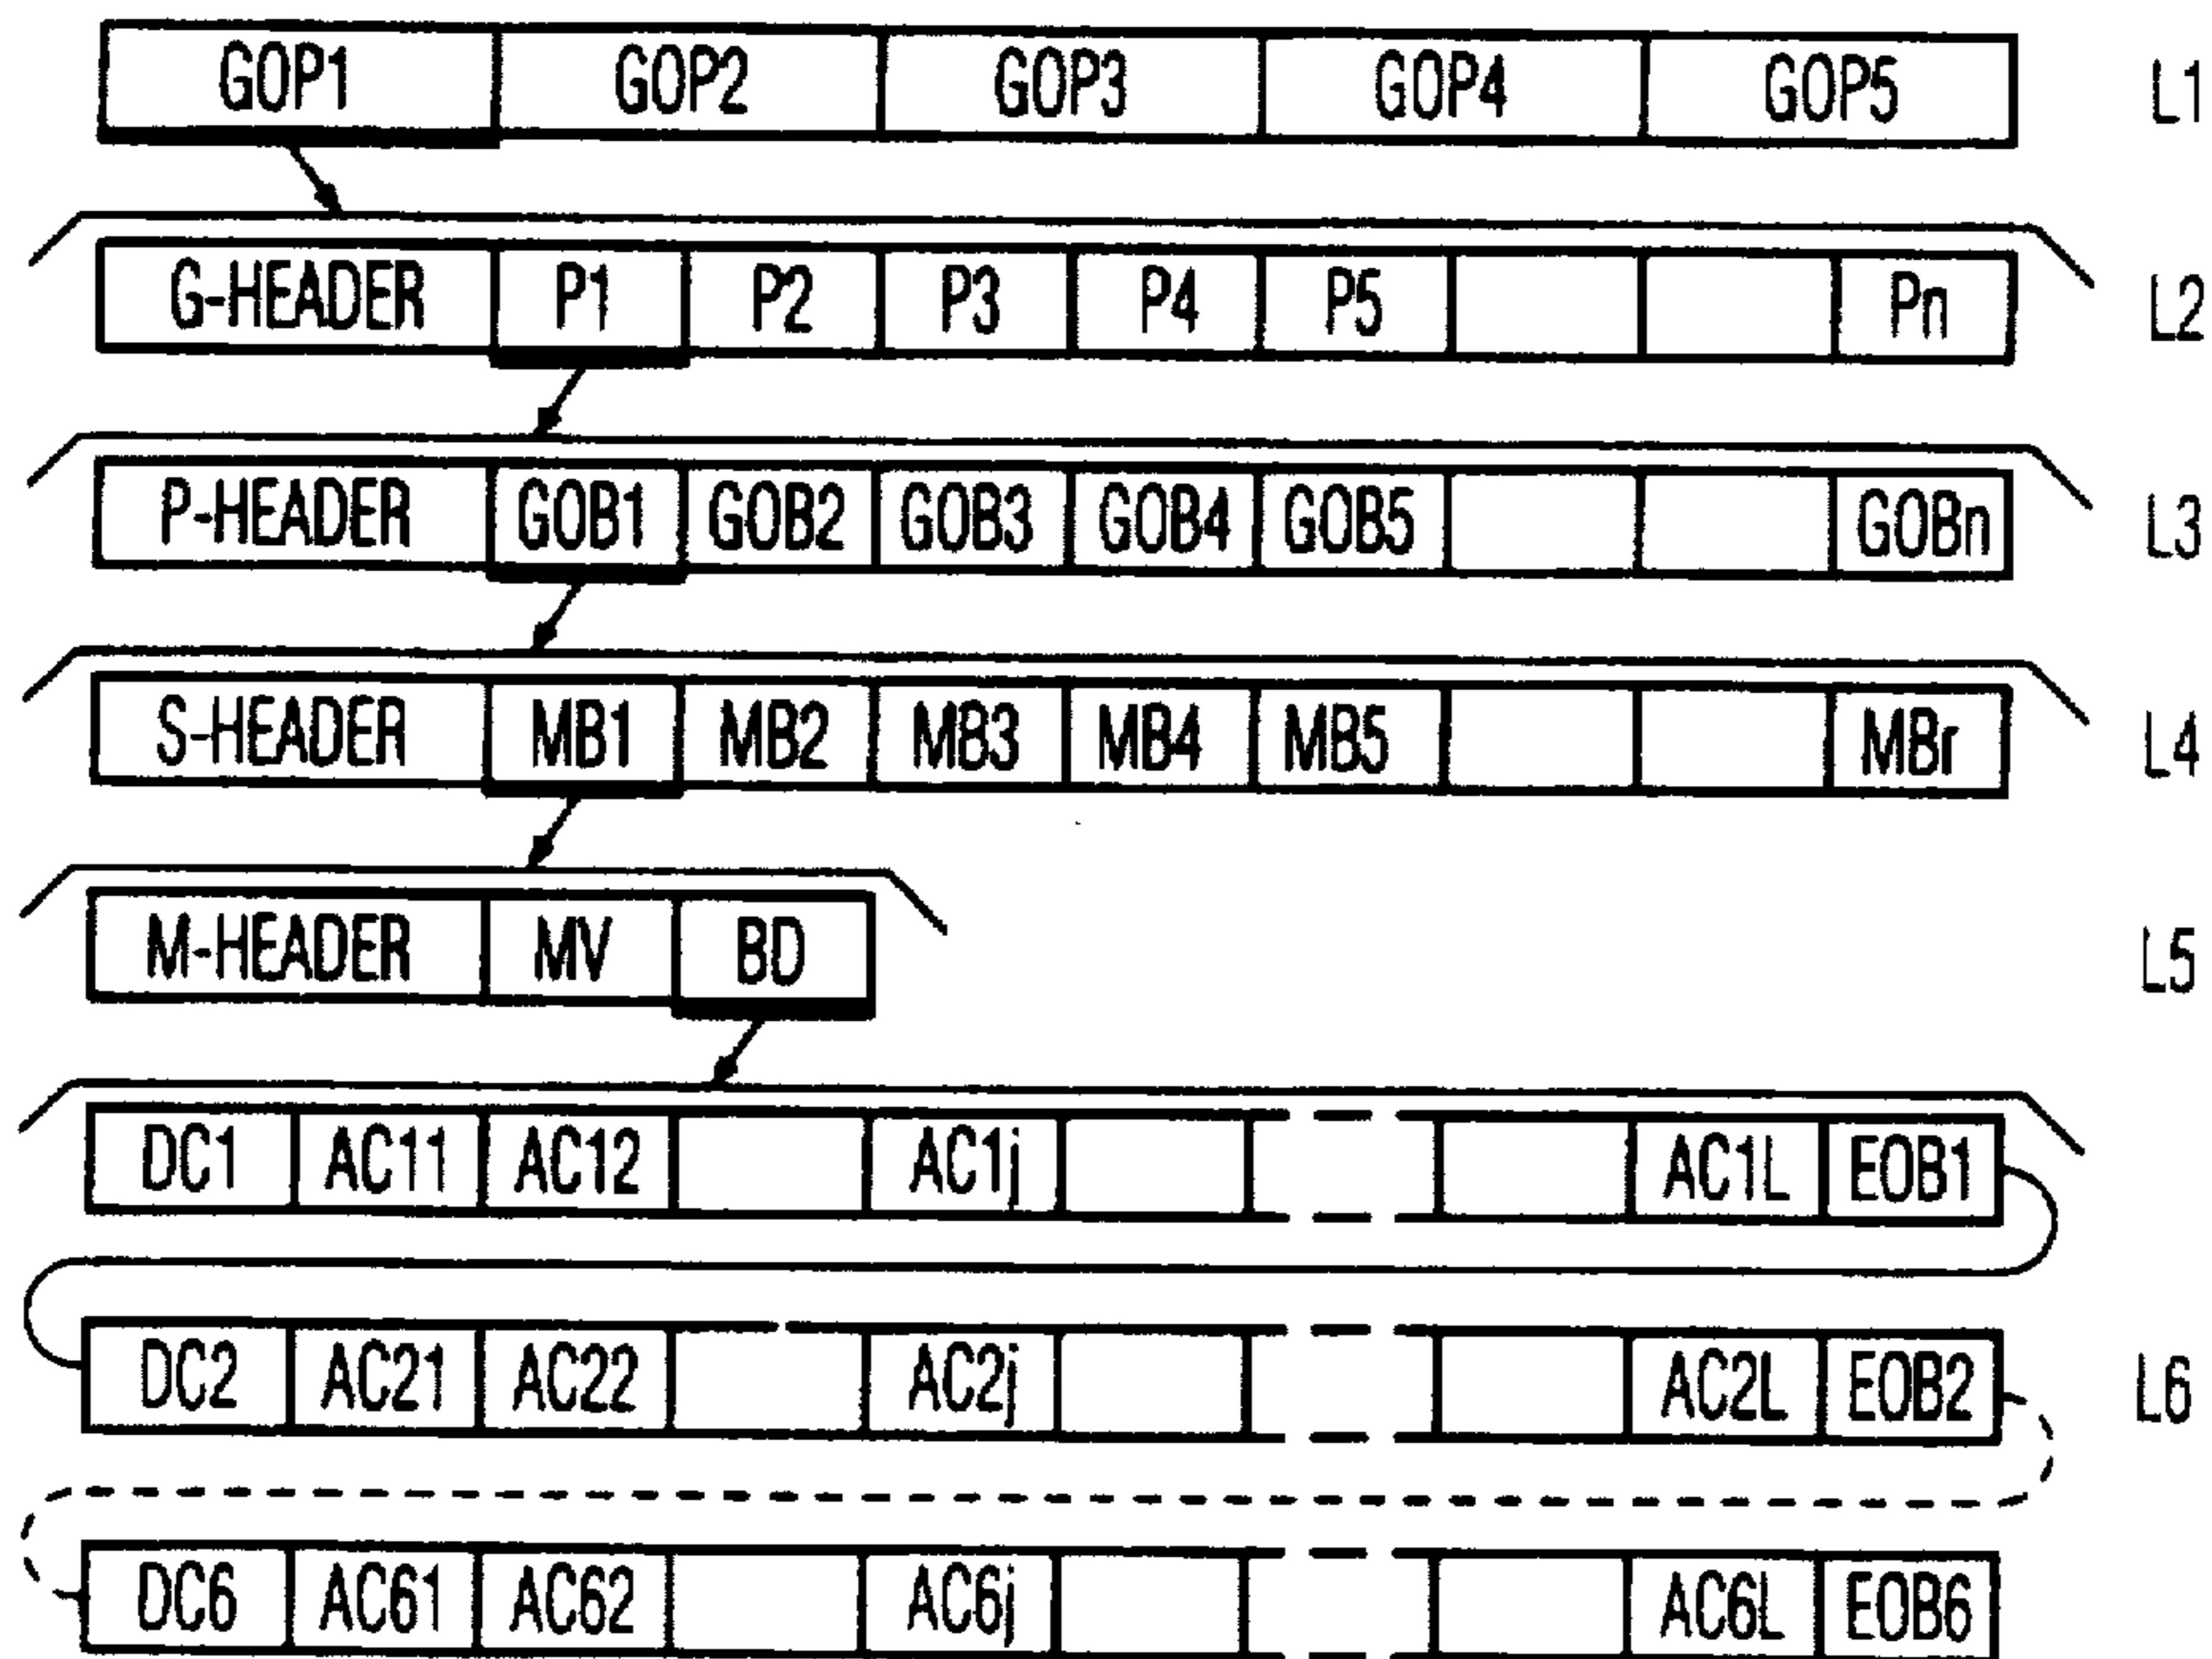 GOP1 GOP2 GOP3 GOP4 GOP5 L1
G-HEADER P1 P2 P3 P4 P5 Pn L2
P-HEADER GOB1 GOB2 GOB3 GOB4 GOB5 GOBn L3
S-HEADER MB1 MB2 MB3 MB4 MB5 MBr L4
M-HEADER MV BD L5
DC1 AC11 AC12 AC1j AC1L EOB1
DC2 AC21 AC22 AC2j AC2L EOB2 L6
DC6 AC61 AC62 AC6j AC6L EOB6